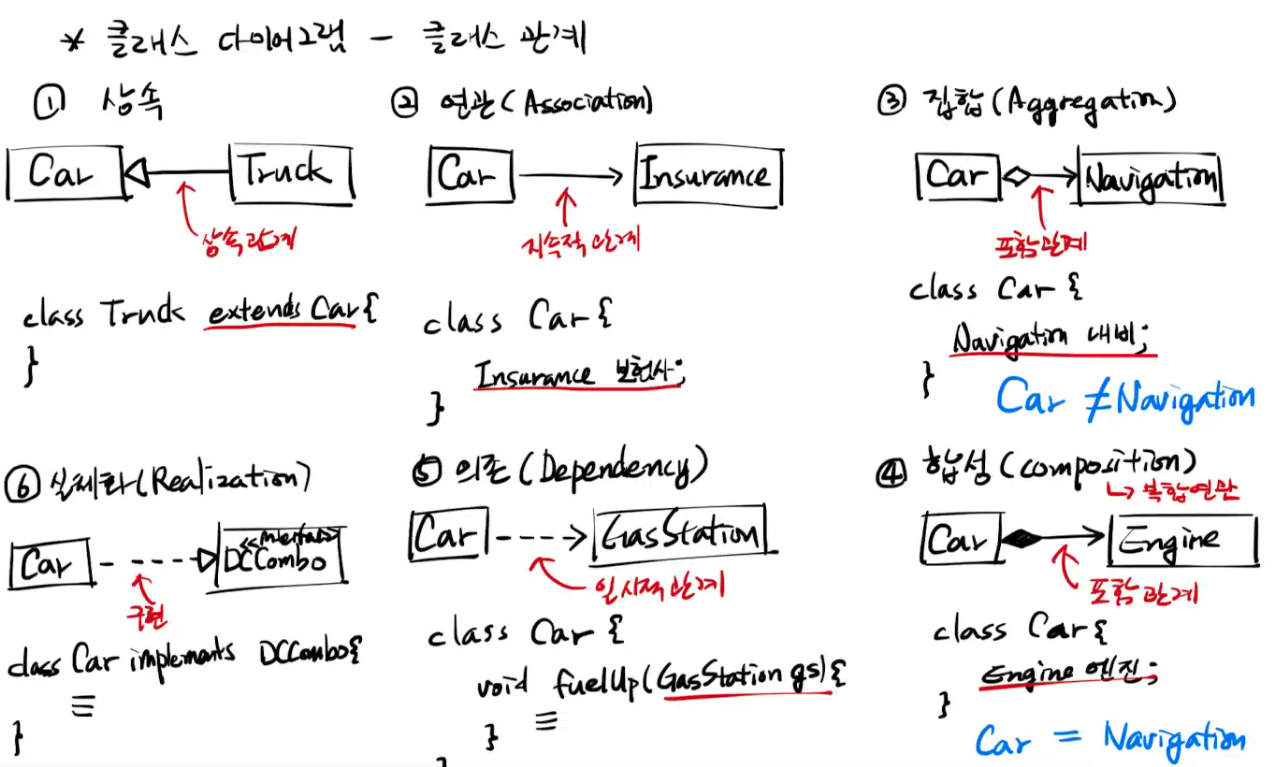 * 클래스 다이어그램 - 클래스 관계
① 상속
Car
Truck
상속관계
class Truck extends Car {
}
② 연관 (Association)
Car
Insurance
지속적 관계
class Car {
Insurance 보험사;
}
③ 집합 (Aggregation)
Car
Navigation
포함관계
class Car {
Navigation 내비;
}
Car ≠ Navigation
⑥ 실체화 (Realization)
Car
<<interface>>
DCCombo
구현
class Car implements DCCombo {
≡
}
⑤ 의존 (Dependency)
Car
GasStation
일시적 관계
class Car {
void fuelUp(GasStation gs) {
≡
}
}
④ 합성 (composition)
↳ 복합연관
Car
Engine
포함 관계
class Car {
Engine 엔진;
}
Car = Navigation